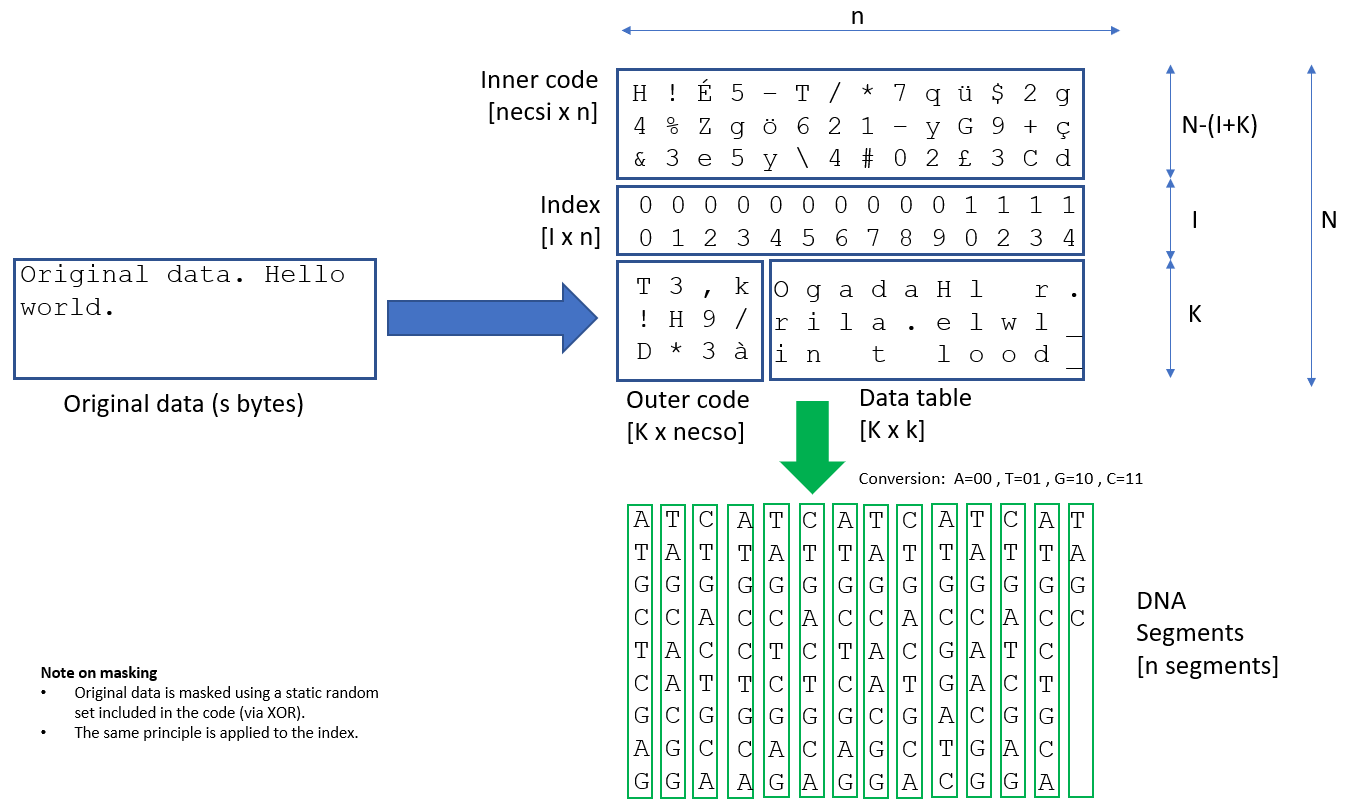 n
Inner code
[necsi x n]
H ! É 5 – T / * 7 q ü $ 2 g
4 % Z g ö 6 2 1 – y G 9 + ç
& 3 e 5 y \ 4 # 0 2 £ 3 C d
N-(I+K)
Index
[I x n]
0 0 0 0 0 0 0 0 0 0 1 1 1 1
0 1 2 3 4 5 6 7 8 9 0 2 3 4
I
N
Original data. Hello
world.
Original data (s bytes)
T 3 , k
! H 9 /
D * 3 à
O g a d a H l   r .
r i l a . e l w l _
i n   t   l o o d _
K
Outer code
[K x necso]
Data table
[K x k]
Conversion: A=00 , T=01 , G=10 , C=11
A T C A T C A T C A T C A T
T A T T A T T A T T A T T A
G G G G G G G G G G G G G G
C C A C C A C C A C C A C C
T A C C T C T A C G A T C
C A T T C T C A T G A C T
G C G G G G G C G A C G G
A G C C A C A G C T G A C
G G A A G A G G A C G G A
DNA
Segments
[n segments]
Note on masking
• Original data is masked using a static random
set included in the code (via XOR).
• The same principle is applied to the index.